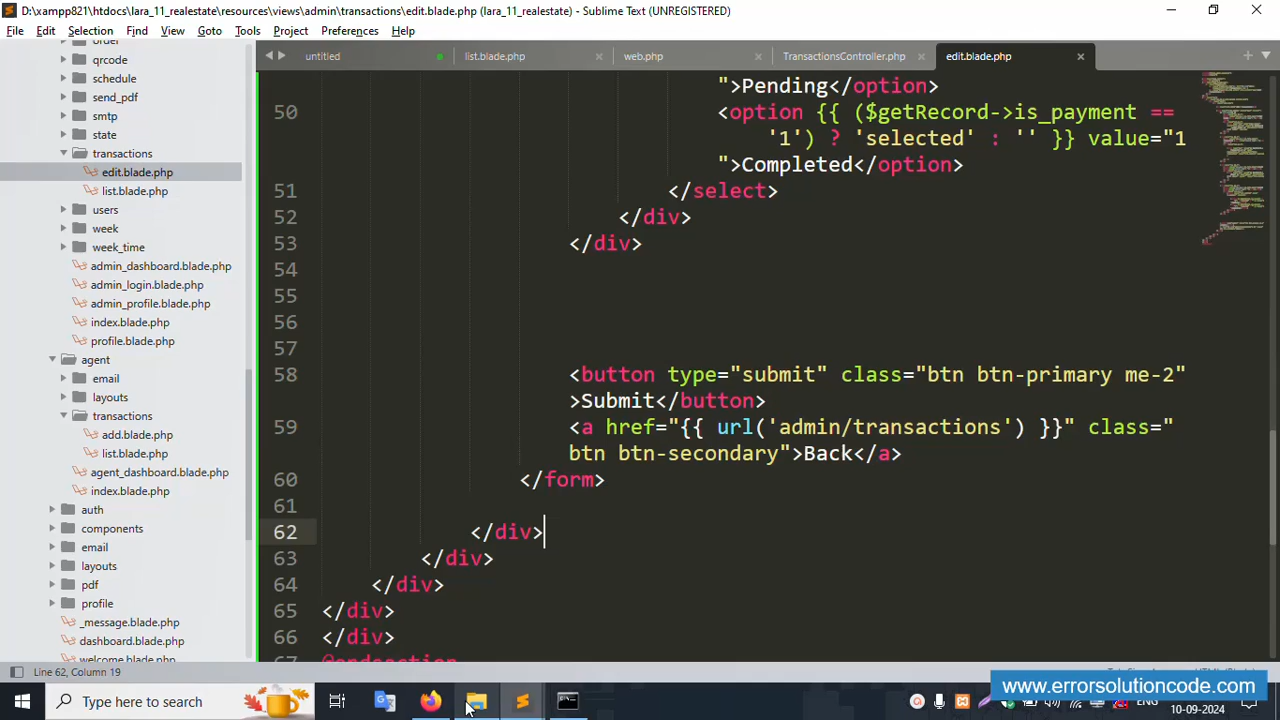 D:\xampp821\htdocs\lara_11_realestate\resources\views\admin\transactions\edit.blade.php (lara_11_realestate) - Sublime Text (UNREGISTERED)
File Edit Selection Find View Goto Tools Project Preferences Help
untitled list.blade.php web.php TransactionsController.php edit.blade.php
order
qrcode
schedule
send_pdf
smtp
state
transactions
edit.blade.php
list.blade.php
users
week
week_time
admin_dashboard.blade.php
admin_login.blade.php
admin_profile.blade.php
index.blade.php
profile.blade.php
agent
email
layouts
transactions
add.blade.php
list.blade.php
agent_dashboard.blade.php
index.blade.php
auth
components
email
layouts
pdf
profile
_message.blade.php
dashboard.blade.php
welcome.blade.php
">Pending</option>
50 <option {{ ($getRecord->is_payment ==
'1') ? 'selected' : '' }} value="1
">Completed</option>
51 </select>
52 </div>
53 </div>
54
55
56
57
58 <button type="submit" class="btn btn-primary me-2"
>Submit</button>
59 <a href="{{ url('admin/transactions') }}" class="
btn btn-secondary">Back</a>
60 </form>
61
62 </div>
63 </div>
64 </div>
65 </div>
66 </div>
67 @endsection
Line 62, Column 19
Type here to search
ENG
10-09-2024
www.errorsolutioncode.com